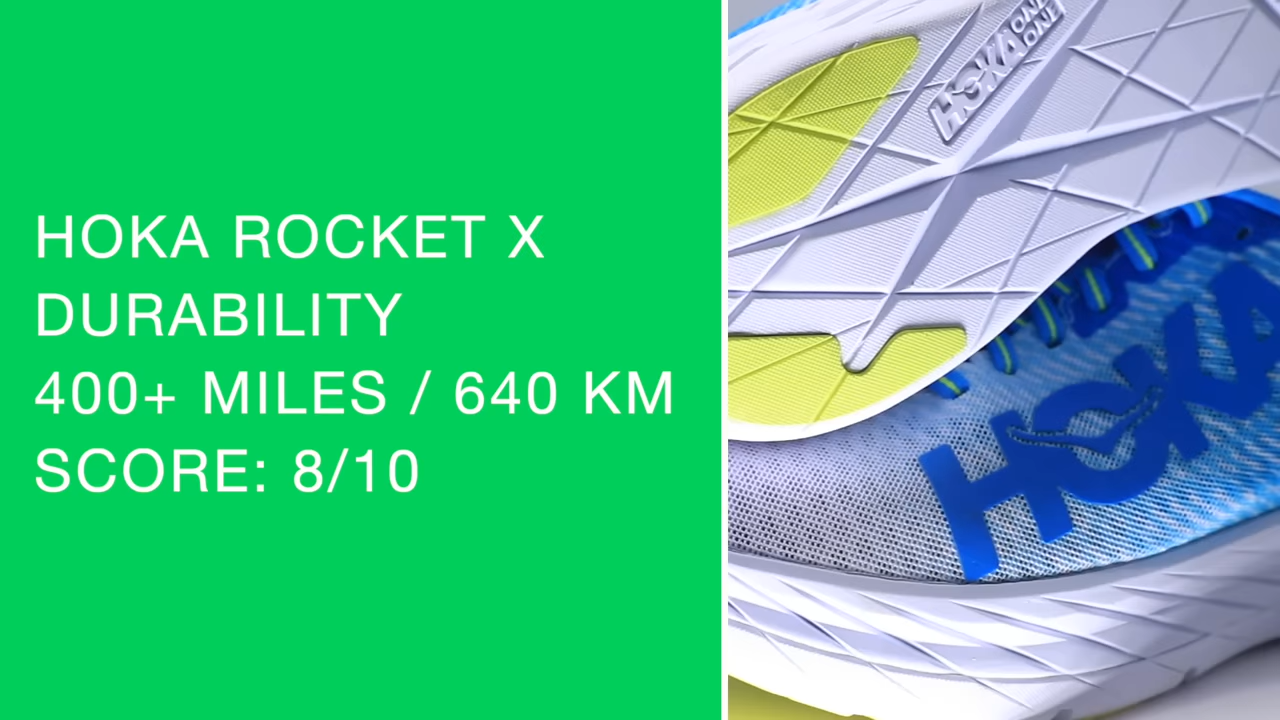 HOKA ROCKET X
DURABILITY
400+ MILES / 640 KM
SCORE: 8/10
HOKA ONE ONE
HOKA